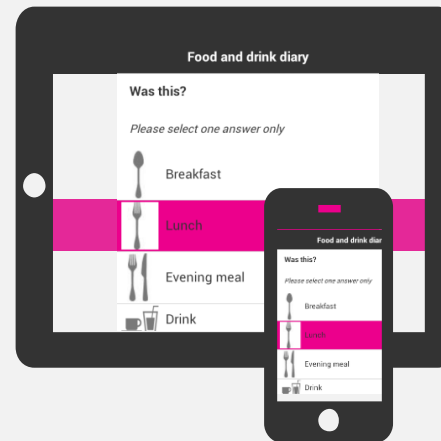 Food and drink diary
Was this?
Please select one answer only
Breakfast
Lunch
Evening meal
Drink
Food and drink diar
Was this?
Please select one answer only
Breakfast
Lunch
Evening meal
Drink